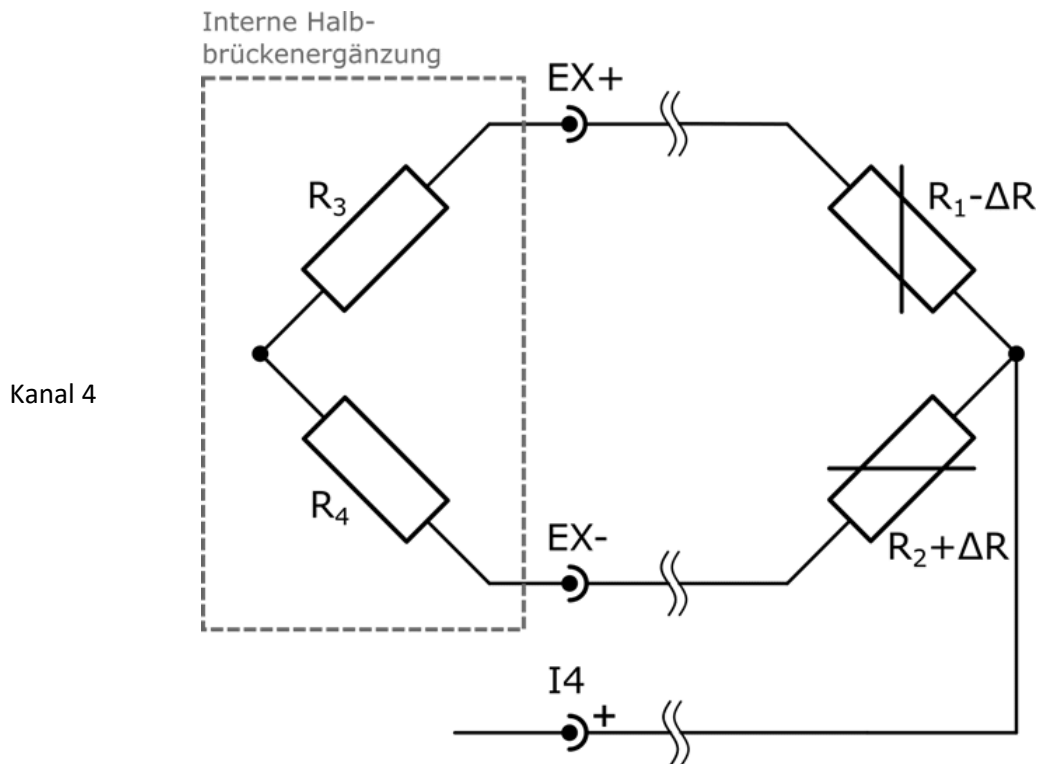 Interne Halb-
brückenergänzung
EX+
R₃
R₁-ΔR
Kanal 4
R₄
EX-
R₂+ΔR
I4
+